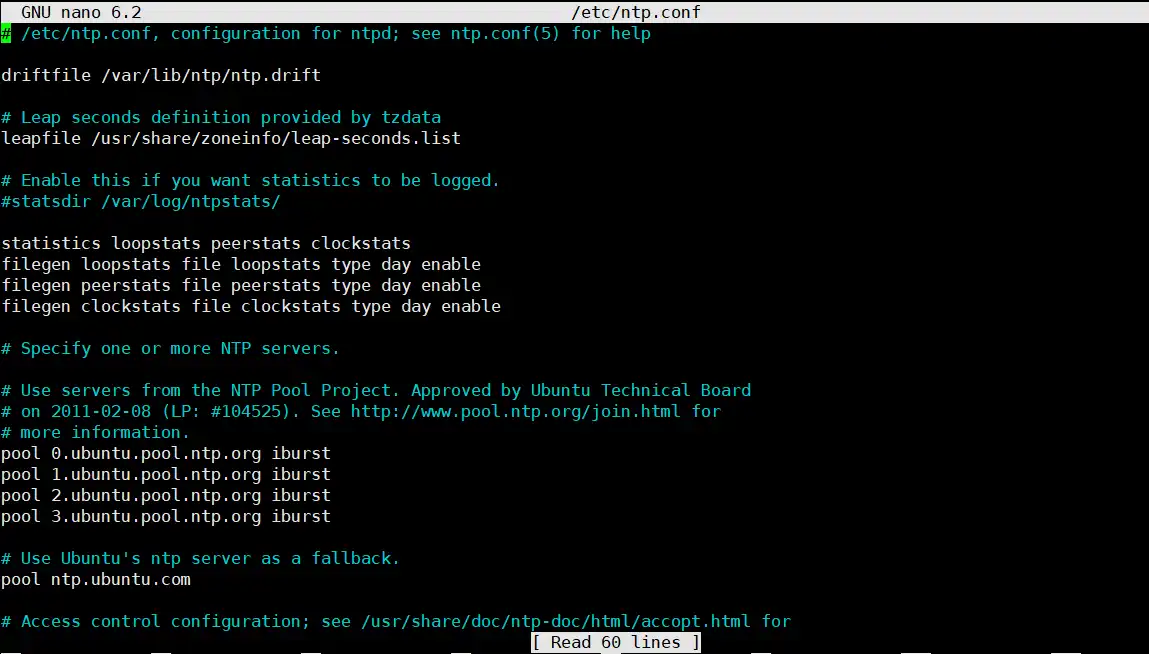 GNU nano 6.2 /etc/ntp.conf
# /etc/ntp.conf, configuration for ntpd; see ntp.conf(5) for help
driftfile /var/lib/ntp/ntp.drift
# Leap seconds definition provided by tzdata
leapfile /usr/share/zoneinfo/leap-seconds.list
# Enable this if you want statistics to be logged.
#statsdir /var/log/ntpstats/
statistics loopstats peerstats clockstats
filegen loopstats file loopstats type day enable
filegen peerstats file peerstats type day enable
filegen clockstats file clockstats type day enable
# Specify one or more NTP servers.
# Use servers from the NTP Pool Project. Approved by Ubuntu Technical Board
# on 2011-02-08 (LP: #104525). See http://www.pool.ntp.org/join.html for
# more information.
pool 0.ubuntu.pool.ntp.org iburst
pool 1.ubuntu.pool.ntp.org iburst
pool 2.ubuntu.pool.ntp.org iburst
pool 3.ubuntu.pool.ntp.org iburst
# Use Ubuntu's ntp server as a fallback.
pool ntp.ubuntu.com
# Access control configuration; see /usr/share/doc/ntp-doc/html/accopt.html for
[ Read 60 lines ]